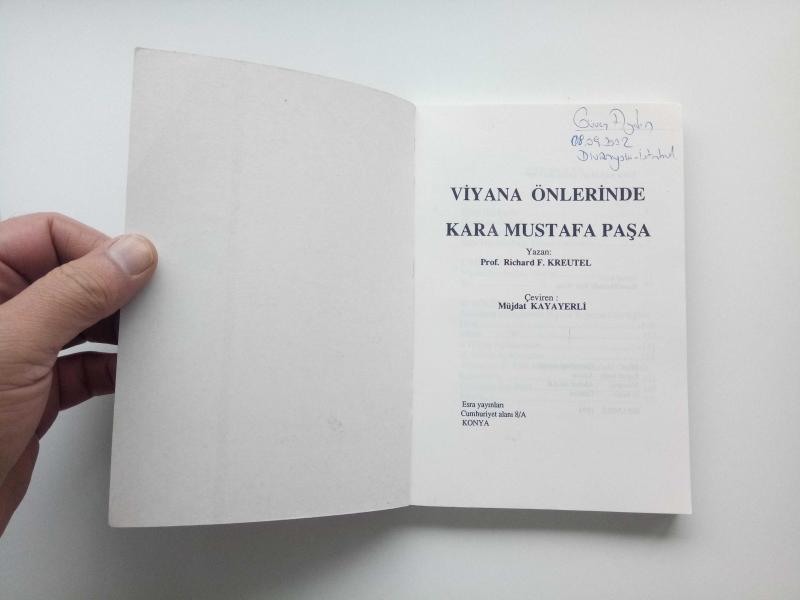 08.09.2002
Divanyolu-İstanbul
VİYANA ÖNLERİNDE
KARA MUSTAFA PAŞA
Yazan:
Prof. Richard F. KREUTEL
Çeviren :
Müjdat KAYAYERLİ
Esra yayınları
Cumhuriyet alanı 8/A
KONYA